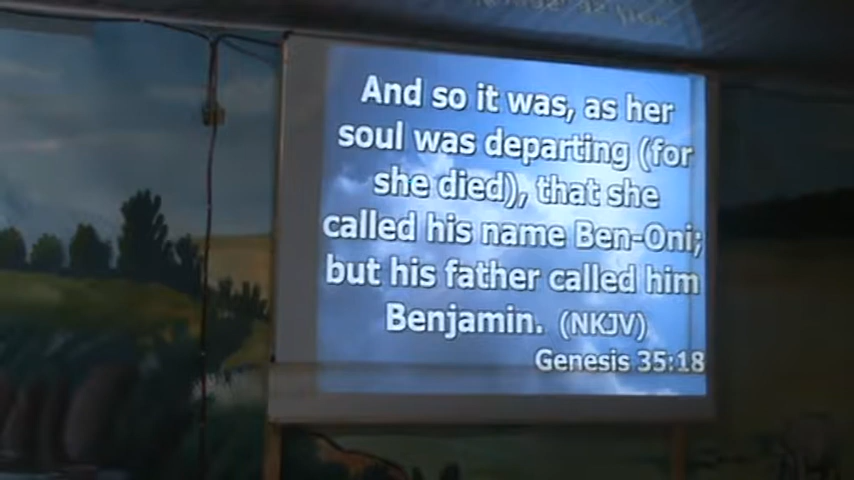 And so it was, as her
soul was departing (for
she died), that she
called his name Ben-Oni;
but his father called him
Benjamin. (NKJV)
Genesis 35:18